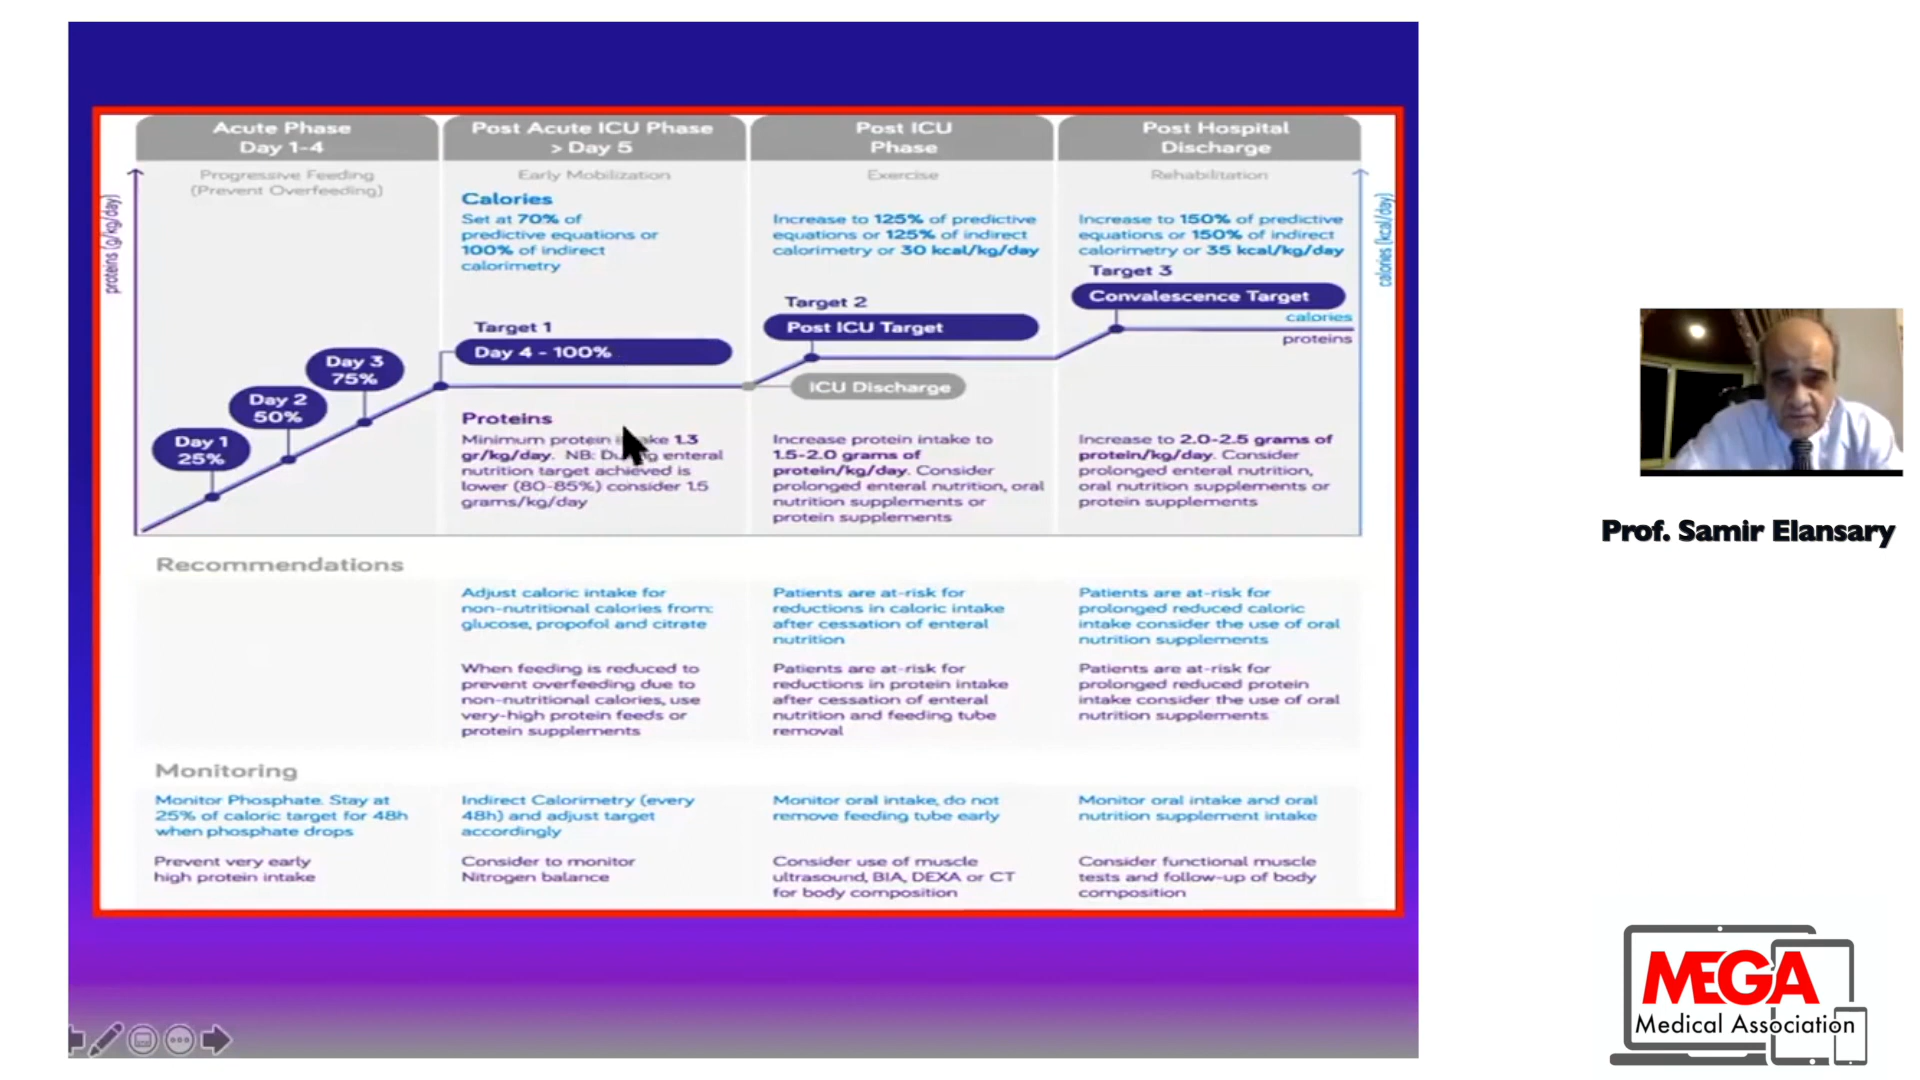 Acute Phase
Day 1-4
Post Acute ICU Phase
> Day 5
Post ICU
Phase
Post Hospital
Discharge
Progressive Feeding
(Prevent Overfeeding)
Early Mobilization
Exercise
Rehabilitation
proteins (g/kg/day)
calories (kcal/day)
Calories
Set at 70% of
predictive equations or
100% of indirect
calorimetry
Increase to 125% of predictive
equations or 125% of indirect
calorimetry or 30 kcal/kg/day
Increase to 150% of predictive
equations or 150% of indirect
calorimetry or 35 kcal/kg/day
Target 3
Convalescence Target
calories
proteins
Target 2
Post ICU Target
Target 1
Day 4 - 100%
ICU Discharge
Day 3
75%
Day 2
50%
Day 1
25%
Proteins
Minimum protein 1.3
gr/kg/day. NB: enteral
nutrition target achieved is
lower (80-85%) consider 1.5
grams/kg/day
Increase protein intake to
1.5-2.0 grams of
protein/kg/day. Consider
prolonged enteral nutrition, oral
nutrition supplements or
protein supplements
Increase to 2.0-2.5 grams of
protein/kg/day. Consider
prolonged enteral nutrition,
oral nutrition supplements or
protein supplements
Recommendations
Adjust caloric intake for
non-nutritional calories from:
glucose, propofol and citrate
When feeding is reduced to
prevent overfeeding due to
non-nutritional calories, use
very-high protein feeds or
protein supplements
Patients are at-risk for
reductions in caloric intake
after cessation of enteral
nutrition
Patients are at-risk for
reductions in protein intake
after cessation of enteral
nutrition and feeding tube
removal
Patients are at-risk for
prolonged reduced caloric
intake consider the use of oral
nutrition supplements
Patients are at-risk for
prolonged reduced protein
intake consider the use of oral
nutrition supplements
Monitoring
Monitor Phosphate. Stay at
25% of caloric target for 48h
when phosphate drops
Prevent very early
high protein intake
Indirect Calorimetry (every
48h) and adjust target
accordingly
Consider to monitor
Nitrogen balance
Monitor oral intake, do not
remove feeding tube early
Consider use of muscle
ultrasound, BIA, DEXA or CT
for body composition
Monitor oral intake and oral
nutrition supplement intake
Consider functional muscle
tests and follow-up of body
composition
Prof. Samir Elansary
MEGA
Medical Association